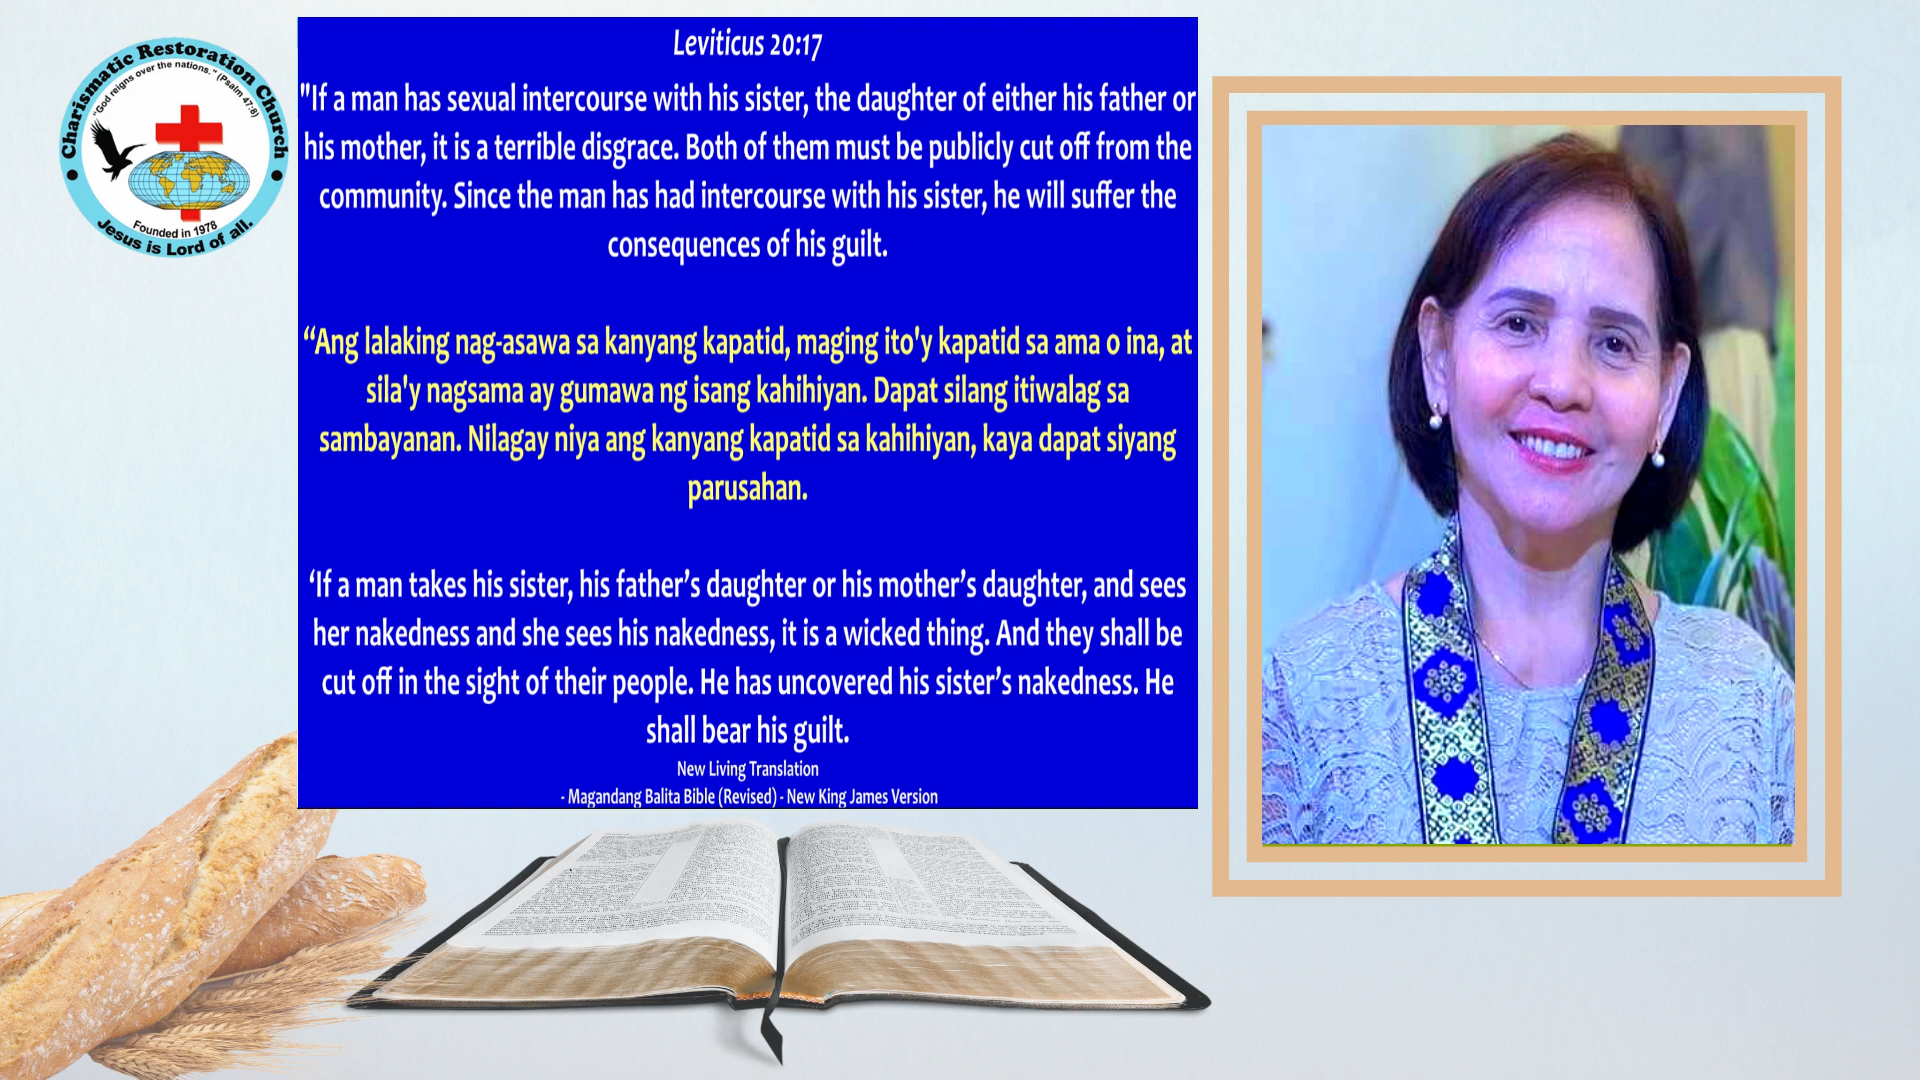 Charismatic Restoration Church
"God reigns over the nations." (Psalm 47:8)
Founded in 1978
Jesus is Lord of all.
Leviticus 20:17
"If a man has sexual intercourse with his sister, the daughter of either his father or
his mother, it is a terrible disgrace. Both of them must be publicly cut off from the
community. Since the man has had intercourse with his sister, he will suffer the
consequences of his guilt.
“Ang lalaking nag-asawa sa kanyang kapatid, maging ito'y kapatid sa ama o ina, at
sila'y nagsama ay gumawa ng isang kahihiyan. Dapat silang itiwalag sa
sambayanan. Nilagay niya ang kanyang kapatid sa kahihiyan, kaya dapat siyang
parusahan.
‘If a man takes his sister, his father’s daughter or his mother’s daughter, and sees
her nakedness and she sees his nakedness, it is a wicked thing. And they shall be
cut off in the sight of their people. He has uncovered his sister’s nakedness. He
shall bear his guilt.
New Living Translation
- Magandang Balita Bible (Revised) - New King James Version